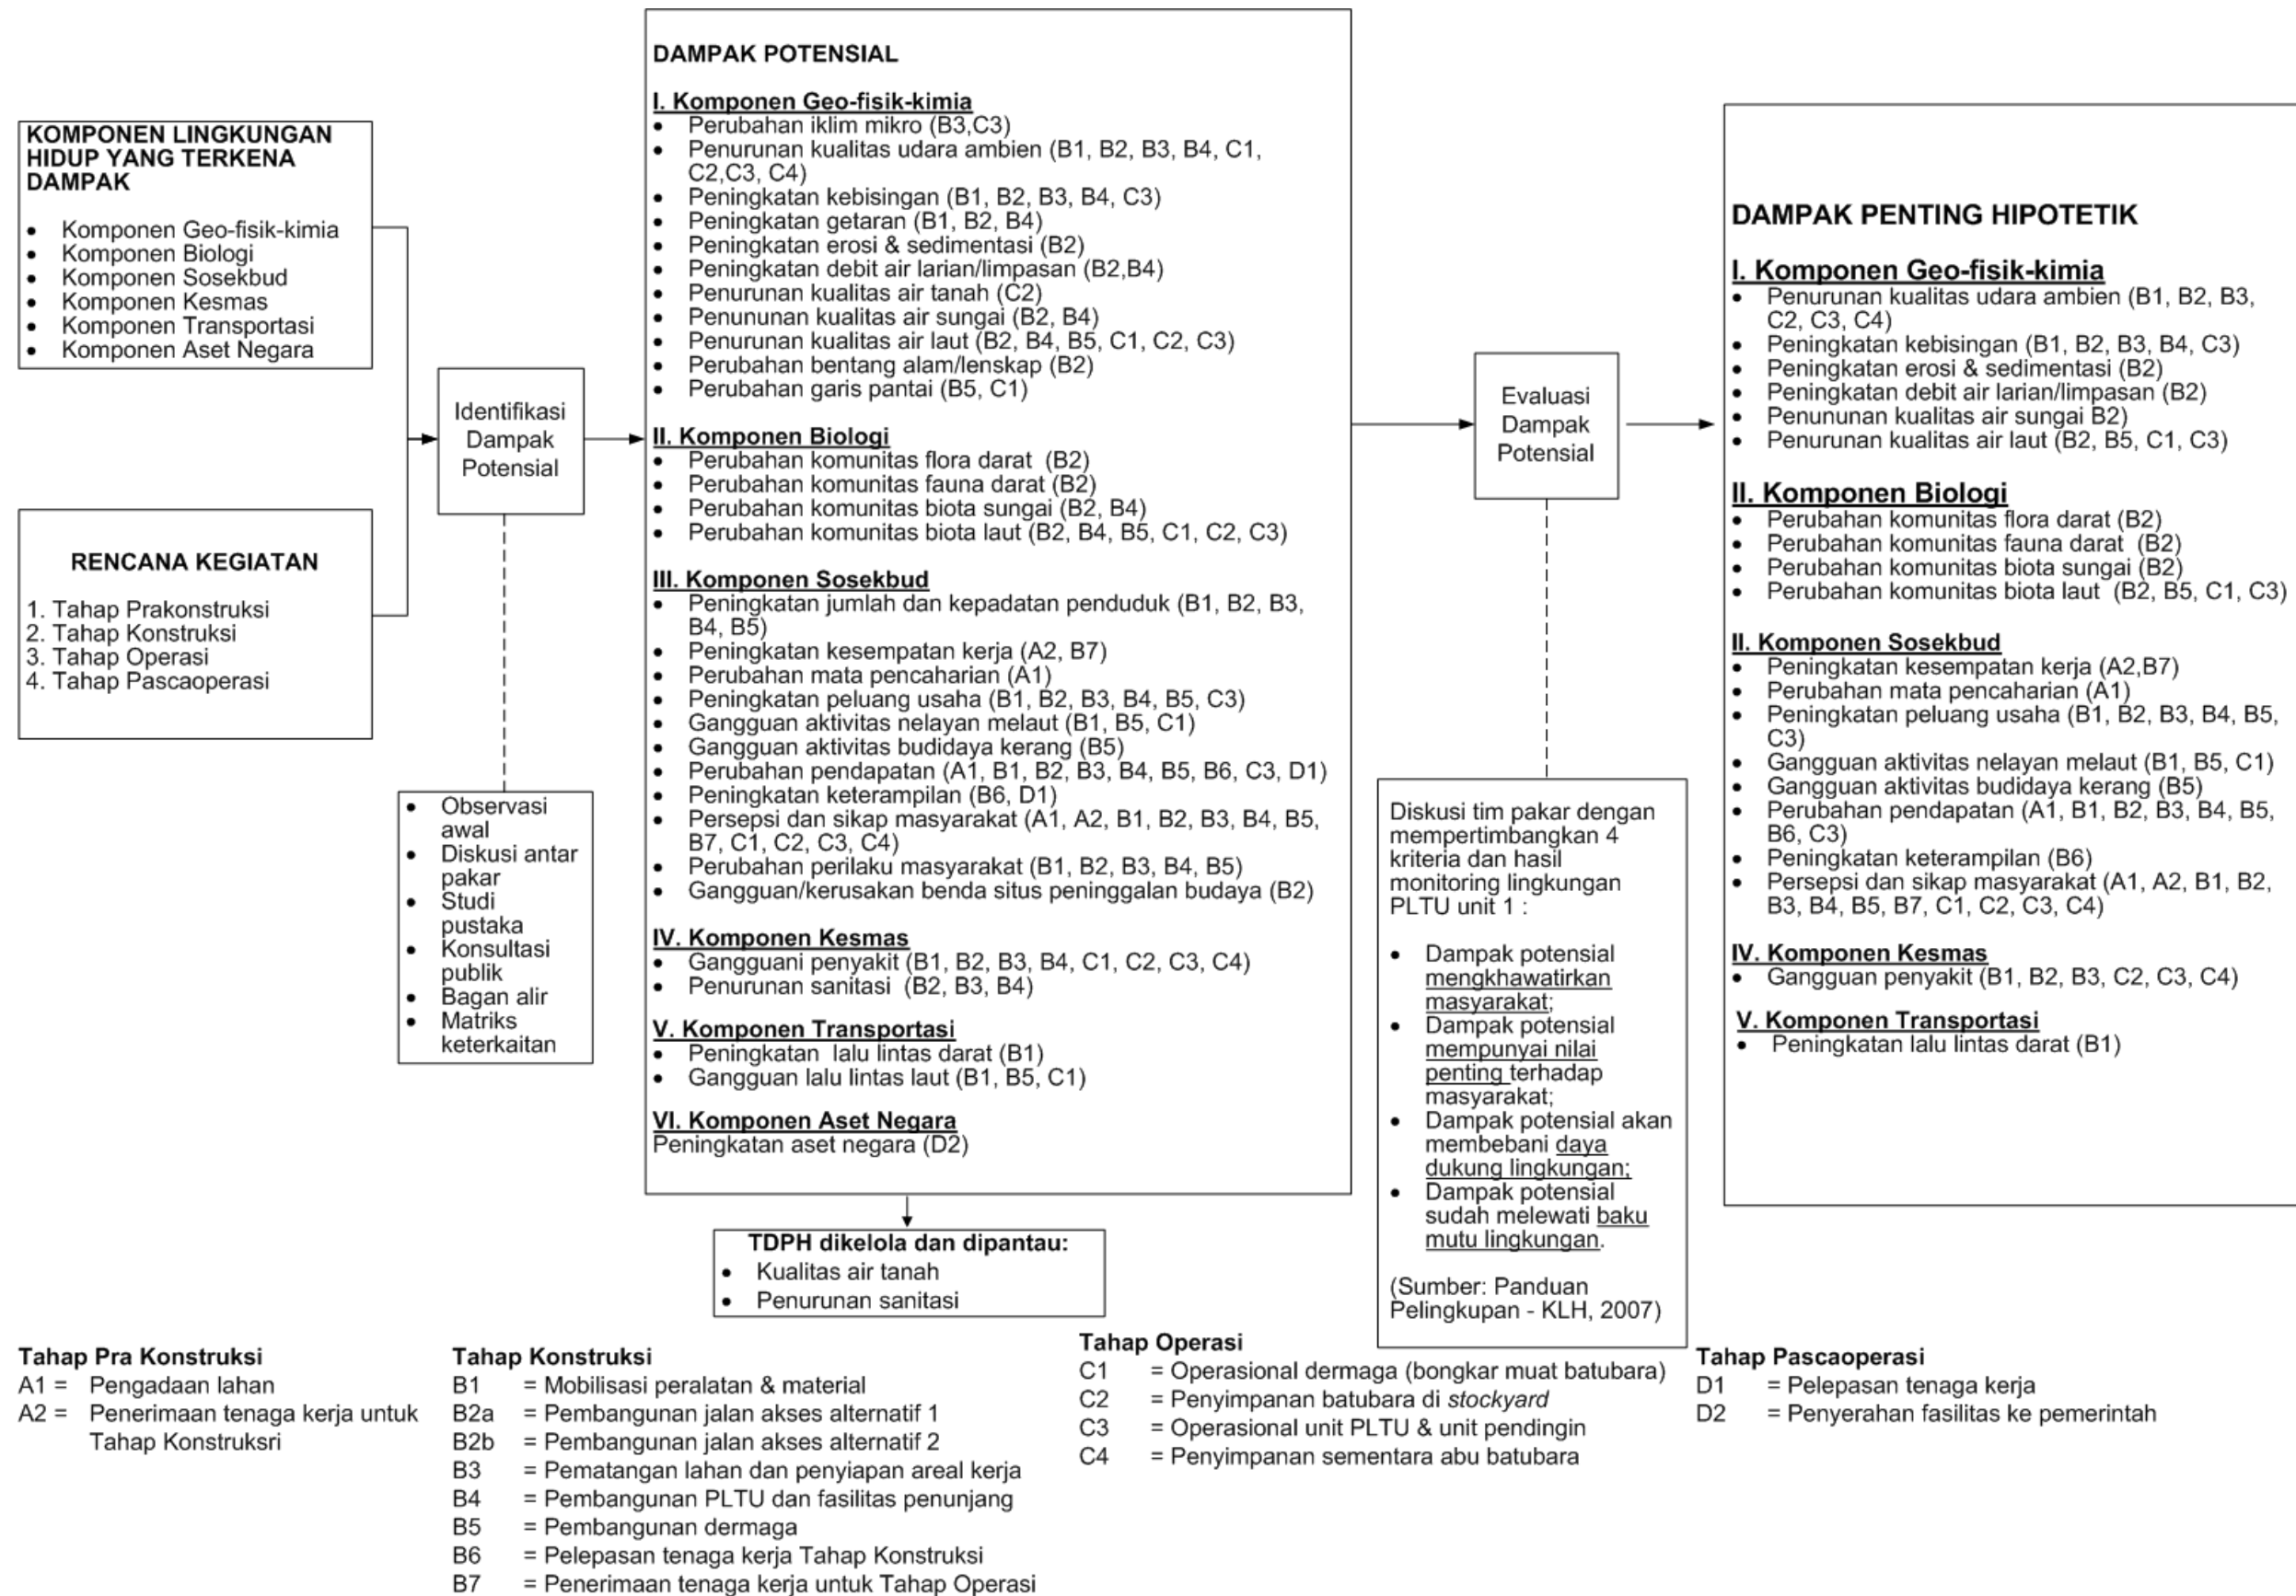 KOMPONEN LINGKUNGAN
HIDUP YANG TERKENA
DAMPAK
• Komponen Geo-fisik-kimia
• Komponen Biologi
• Komponen Sosekbud
• Komponen Kesmas
• Komponen Transportasi
• Komponen Aset Negara
RENCANA KEGIATAN
1. Tahap Prakonstruksi
2. Tahap Konstruksi
3. Tahap Operasi
4. Tahap Pascaoperasi
Identifikasi
Dampak
Potensial
• Observasi
awal
• Diskusi antar
pakar
• Studi
pustaka
• Konsultasi
publik
• Bagan alir
• Matriks
keterkaitan
DAMPAK POTENSIAL
I. Komponen Geo-fisik-kimia
• Perubahan iklim mikro (B3,C3)
• Penurunan kualitas udara ambien (B1, B2, B3, B4, C1,
C2,C3, C4)
• Peningkatan kebisingan (B1, B2, B3, B4, C3)
• Peningkatan getaran (B1, B2, B4)
• Peningkatan erosi & sedimentasi (B2)
• Peningkatan debit air larian/limpasan (B2,B4)
• Penurunan kualitas air tanah (C2)
• Penununan kualitas air sungai (B2, B4)
• Penurunan kualitas air laut (B2, B4, B5, C1, C2, C3)
• Perubahan bentang alam/lenskap (B2)
• Perubahan garis pantai (B5, C1)
II. Komponen Biologi
• Perubahan komunitas flora darat (B2)
• Perubahan komunitas fauna darat (B2)
• Perubahan komunitas biota sungai (B2, B4)
• Perubahan komunitas biota laut (B2, B4, B5, C1, C2, C3)
III. Komponen Sosekbud
• Peningkatan jumlah dan kepadatan penduduk (B1, B2, B3,
B4, B5)
• Peningkatan kesempatan kerja (A2, B7)
• Perubahan mata pencaharian (A1)
• Peningkatan peluang usaha (B1, B2, B3, B4, B5, C3)
• Gangguan aktivitas nelayan melaut (B1, B5, C1)
• Gangguan aktivitas budidaya kerang (B5)
• Perubahan pendapatan (A1, B1, B2, B3, B4, B5, B6, C3, D1)
• Peningkatan keterampilan (B6, D1)
• Persepsi dan sikap masyarakat (A1, A2, B1, B2, B3, B4, B5,
B7, C1, C2, C3, C4)
• Perubahan perilaku masyarakat (B1, B2, B3, B4, B5)
• Gangguan/kerusakan benda situs peninggalan budaya (B2)
IV. Komponen Kesmas
• Gangguani penyakit (B1, B2, B3, B4, C1, C2, C3, C4)
• Penurunan sanitasi (B2, B3, B4)
V. Komponen Transportasi
• Peningkatan lalu lintas darat (B1)
• Gangguan lalu lintas laut (B1, B5, C1)
VI. Komponen Aset Negara
Peningkatan aset negara (D2)
TDPH dikelola dan dipantau:
• Kualitas air tanah
• Penurunan sanitasi
Evaluasi
Dampak
Potensial
Diskusi tim pakar dengan
mempertimbangkan 4
kriteria dan hasil
monitoring lingkungan
PLTU unit 1 :
• Dampak potensial
mengkhawatirkan
masyarakat;
• Dampak potensial
mempunyai nilai
penting terhadap
masyarakat;
• Dampak potensial akan
membebani daya
dukung lingkungan;
• Dampak potensial
sudah melewati baku
mutu lingkungan.
(Sumber: Panduan
Pelingkupan - KLH, 2007)
DAMPAK PENTING HIPOTETIK
I. Komponen Geo-fisik-kimia
• Penurunan kualitas udara ambien (B1, B2, B3,
C2, C3, C4)
• Peningkatan kebisingan (B1, B2, B3, B4, C3)
• Peningkatan erosi & sedimentasi (B2)
• Peningkatan debit air larian/limpasan (B2)
• Penununan kualitas air sungai B2)
• Penurunan kualitas air laut (B2, B5, C1, C3)
II. Komponen Biologi
• Perubahan komunitas flora darat (B2)
• Perubahan komunitas fauna darat (B2)
• Perubahan komunitas biota sungai (B2)
• Perubahan komunitas biota laut (B2, B5, C1, C3)
II. Komponen Sosekbud
• Peningkatan kesempatan kerja (A2,B7)
• Perubahan mata pencaharian (A1)
• Peningkatan peluang usaha (B1, B2, B3, B4, B5,
C3)
• Gangguan aktivitas nelayan melaut (B1, B5, C1)
• Gangguan aktivitas budidaya kerang (B5)
• Perubahan pendapatan (A1, B1, B2, B3, B4, B5,
B6, C3)
• Peningkatan keterampilan (B6)
• Persepsi dan sikap masyarakat (A1, A2, B1, B2,
B3, B4, B5, B7, C1, C2, C3, C4)
IV. Komponen Kesmas
• Gangguan penyakit (B1, B2, B3, C2, C3, C4)
V. Komponen Transportasi
• Peningkatan lalu lintas darat (B1)
Tahap Pra Konstruksi
A1 = Pengadaan lahan
A2 = Penerimaan tenaga kerja untuk
Tahap Konstruksri
Tahap Konstruksi
B1 = Mobilisasi peralatan & material
B2a = Pembangunan jalan akses alternatif 1
B2b = Pembangunan jalan akses alternatif 2
B3 = Pematangan lahan dan penyiapan areal kerja
B4 = Pembangunan PLTU dan fasilitas penunjang
B5 = Pembangunan dermaga
B6 = Pelepasan tenaga kerja Tahap Konstruksi
B7 = Penerimaan tenaga kerja untuk Tahap Operasi
Tahap Operasi
C1 = Operasional dermaga (bongkar muat batubara)
C2 = Penyimpanan batubara di stockyard
C3 = Operasional unit PLTU & unit pendingin
C4 = Penyimpanan sementara abu batubara
Tahap Pascaoperasi
D1 = Pelepasan tenaga kerja
D2 = Penyerahan fasilitas ke pemerintah